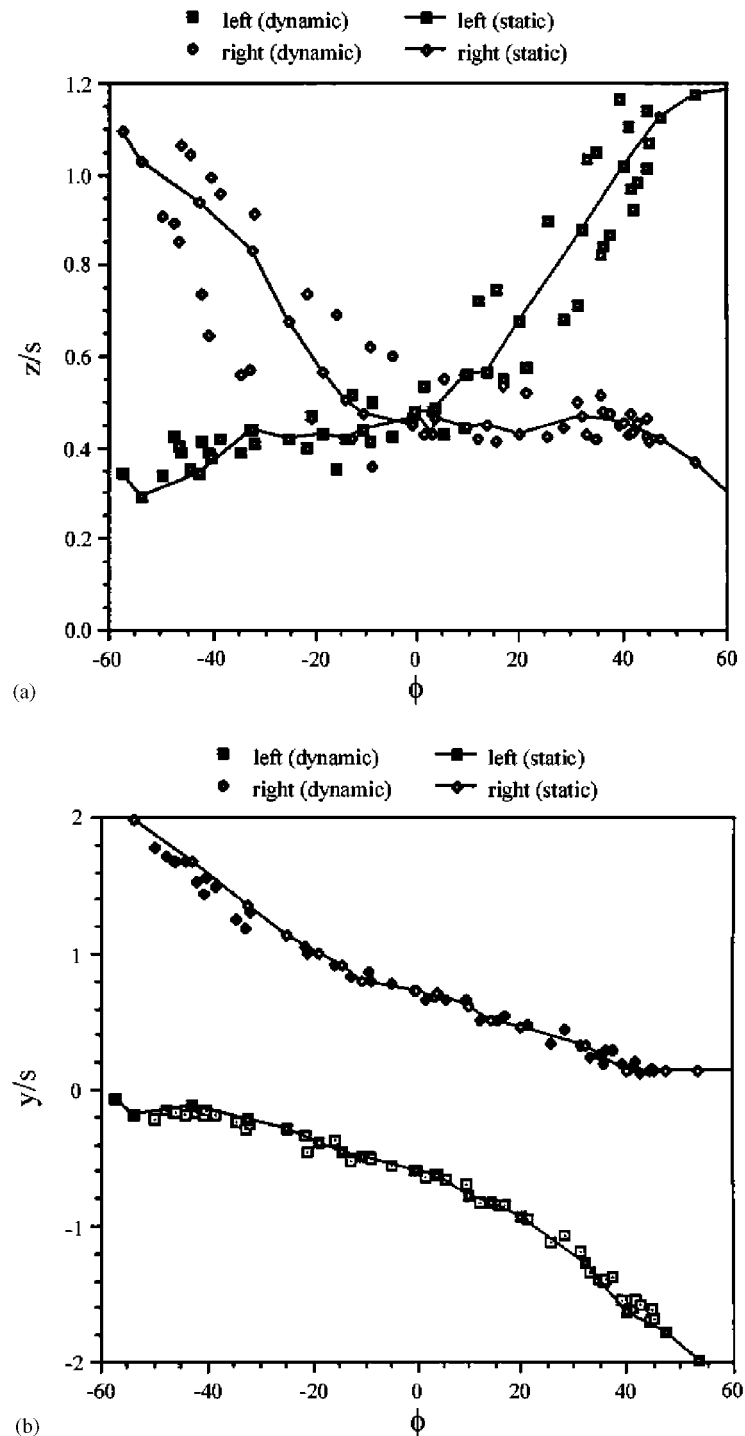 left (dynamic) left (static)
right (dynamic) right (static)
1.2
1.0
0.8
0.6
0.4
0.2
0.0
z/s
-60 -40 -20 0 20 40 60
ϕ
(a)
left (dynamic) left (static)
right (dynamic) right (static)
2
1
0
-1
-2
y/s
-60 -40 -20 0 20 40 60
ϕ
(b)